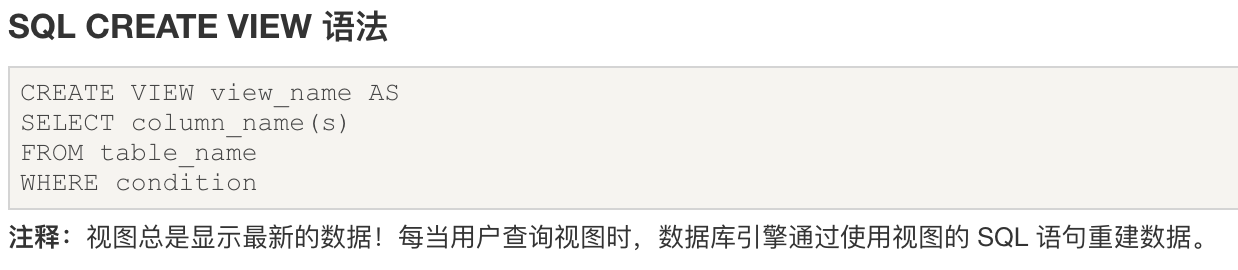 SQL CREATE VIEW 语法
CREATE VIEW view_name AS
SELECT column_name(s)
FROM table_name
WHERE condition
注释：视图总是显示最新的数据！每当用户查询视图时，数据库引擎通过使用视图的 SQL 语句重建数据。